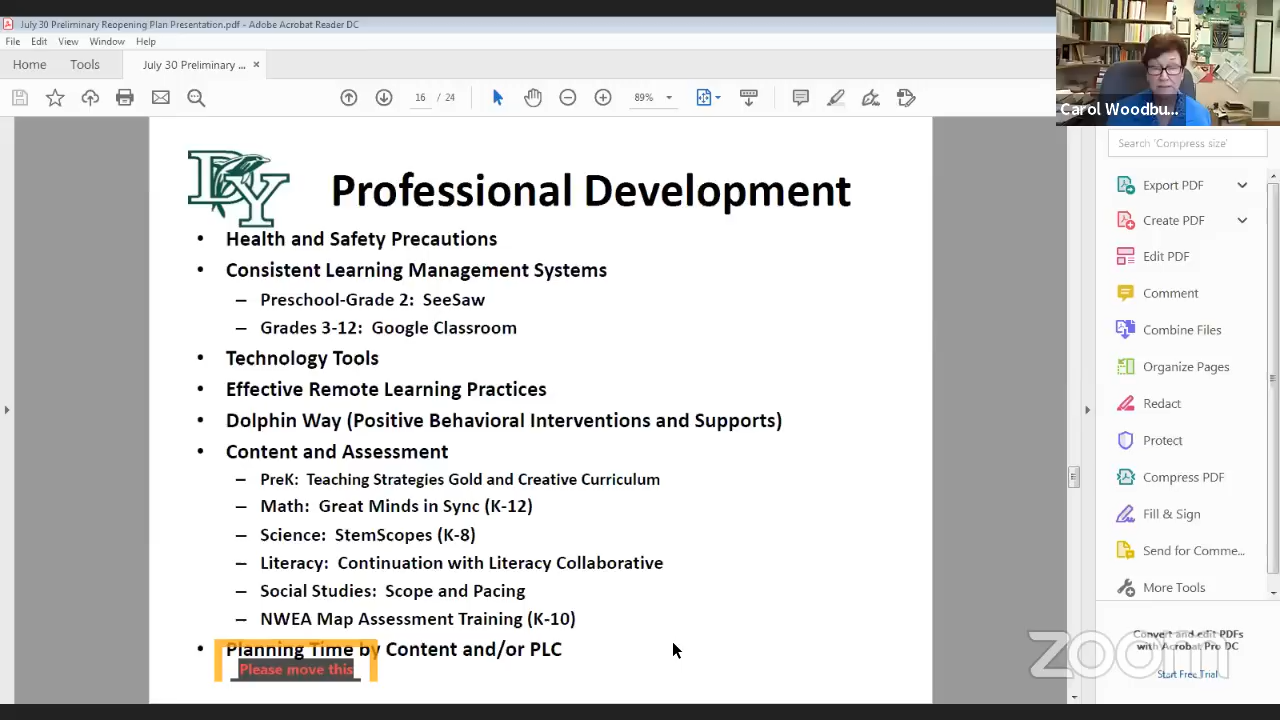 July 30 Preliminary Reopening Plan Presentation.pdf - Adobe Acrobat Reader DC
File Edit View Window Help
Home Tools July 30 Preliminary ... ×
16 / 24 89%
Carol Woodbu...
Search 'Compress size'
DY
Professional Development
• Health and Safety Precautions
• Consistent Learning Management Systems
– Preschool-Grade 2: SeeSaw
– Grades 3-12: Google Classroom
• Technology Tools
• Effective Remote Learning Practices
• Dolphin Way (Positive Behavioral Interventions and Supports)
• Content and Assessment
– PreK: Teaching Strategies Gold and Creative Curriculum
– Math: Great Minds in Sync (K-12)
– Science: StemScopes (K-8)
– Literacy: Continuation with Literacy Collaborative
– Social Studies: Scope and Pacing
– NWEA Map Assessment Training (K-10)
• Planning Time by Content and/or PLC
Please move this
Export PDF
Create PDF
Edit PDF
Comment
Combine Files
Organize Pages
Redact
Protect
Compress PDF
Fill & Sign
Send for Comme...
More Tools
Convert and edit PDFs
with Acrobat Pro DC
Start Free Trial
zoom